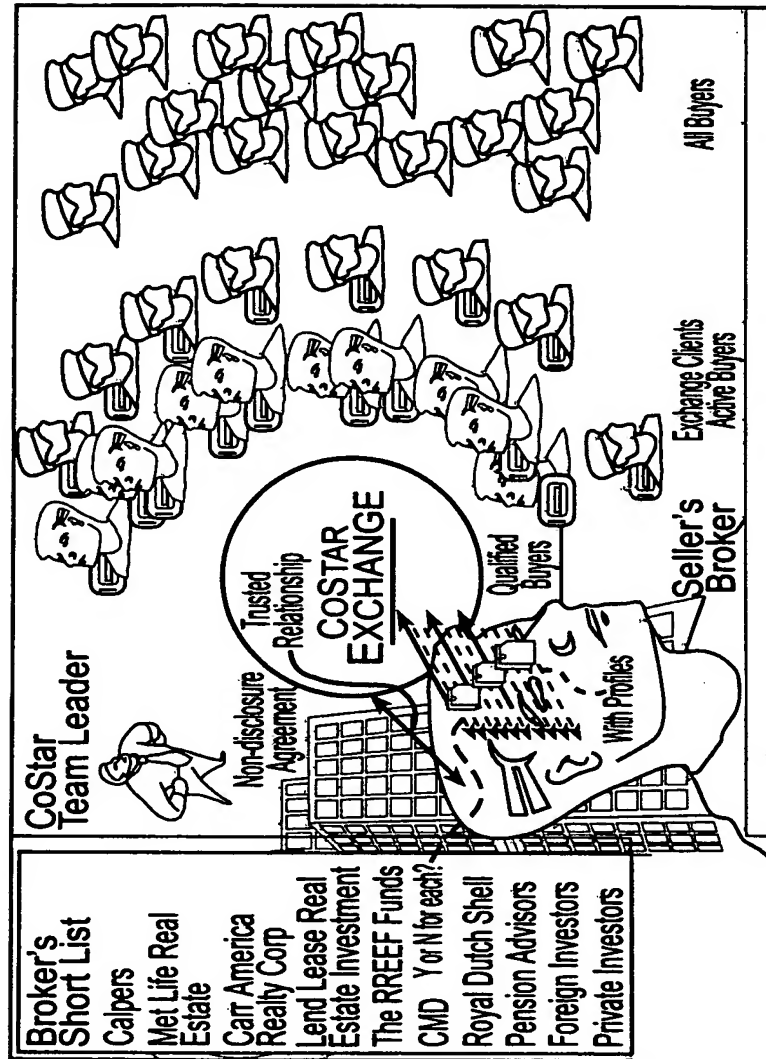 Broker's
Short List
Calpers
Met Life Real
Estate
Carr America
Realty Corp
Lend Lease Real
Estate Investment
The RREEF Funds
CMD Y or N for each?
Royal Dutch Shell
Pension Advisors
Foreign Investors
Private Investors
CoStar
Team Leader
Non-disclosure
Agreement
Trusted
Relationship
COSTAR
EXCHANGE
With Profiles
Qualified
Buyers
Seller's
Broker
Exchange Clients
Active Buyers
All Buyers